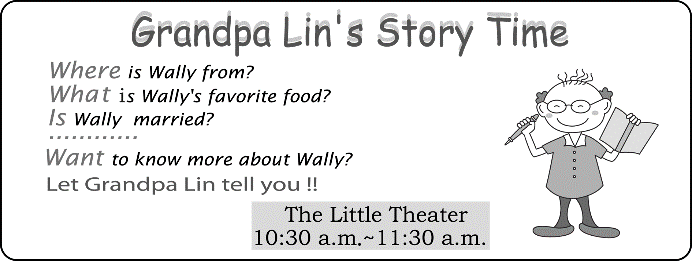 Grandpa Lin's Story Time
Where is Wally from?
What is Wally's favorite food?
Is Wally married?
...........
Want to know more about Wally?
Let Grandpa Lin tell you !!
The Little Theater
10:30 a.m.~11:30 a.m.